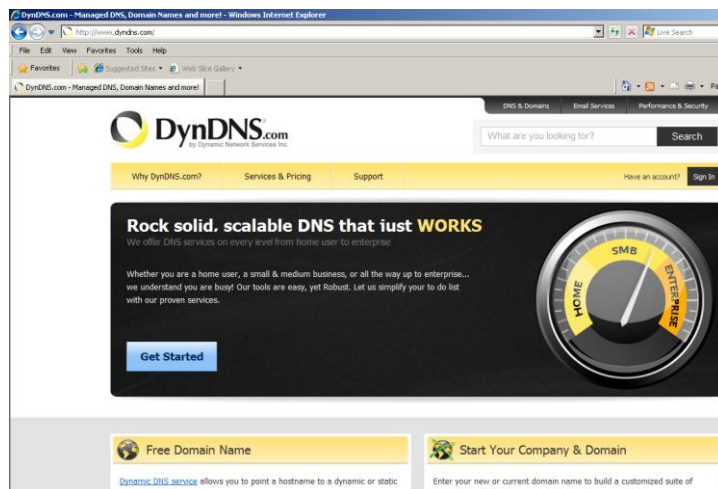 DynDNS.com - Managed DNS, Domain Names and more! - Windows Internet Explorer
http://www.dyndns.com/
Live Search
File Edit View Favorites Tools Help
Favorites Suggested Sites Web Slice Gallery
DynDNS.com - Managed DNS, Domain Names and more!
DNS & Domains Email Services Performance & Security
DynDNS.com
by Dynamic Network Services Inc.
What are you looking for? Search
Why DynDNS.com? Services & Pricing Support Have an account? Sign In
Rock solid. scalable DNS that just WORKS
We offer DNS services on every level from home user to enterprise
Whether you are a home user, a small & medium business, or all the way up to enterprise...
we understand you are busy! Our tools are easy, yet Robust. Let us simplify your to do list
with our proven services.
HOME SMB ENTERPRISE
Get Started
Free Domain Name
Start Your Company & Domain
Dynamic DNS service allows you to point a hostname to a dynamic or static
Enter your new or current domain name to build a customized suite of